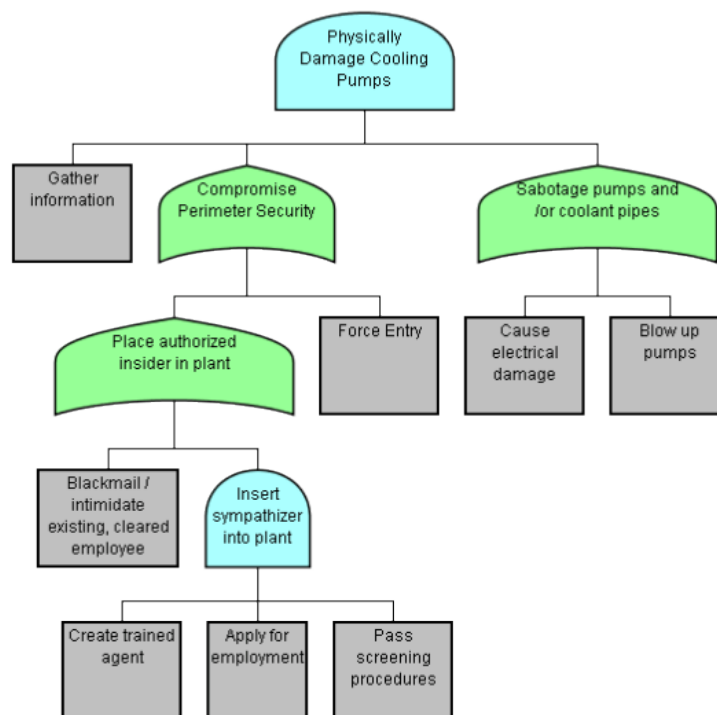 Physically
Damage Cooling
Pumps
Gather
information
Compromise
Perimeter Security
Sabotage pumps and
/or coolant pipes
Place authorized
insider in plant
Force Entry
Cause
electrical
damage
Blow up
pumps
Blackmail /
intimidate
existing, cleared
employee
Insert
sympathizer
into plant
Create trained
agent
Apply for
employment
Pass
screening
procedures